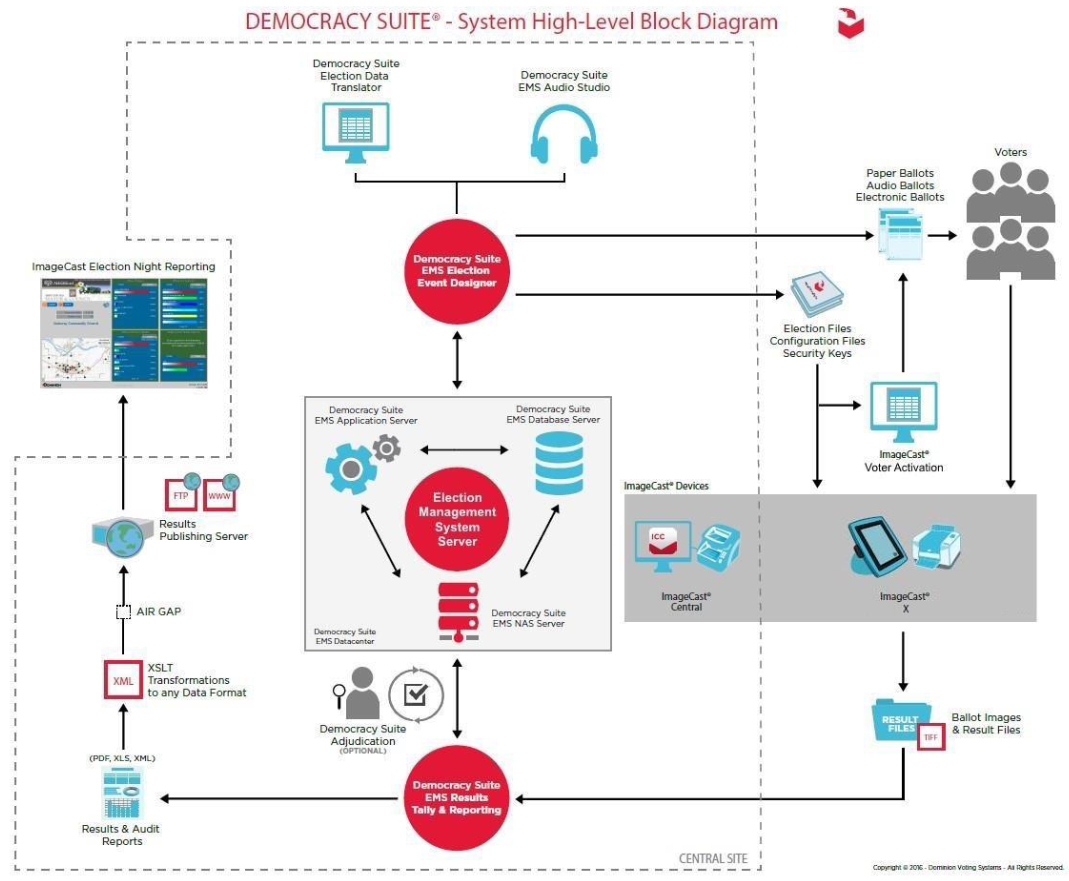 DEMOCRACY SUITE® - System High-Level Block Diagram
Democracy Suite
Election Data
Translator
Democracy Suite
EMS Audio Studio
Voters
Paper Ballots
Audio Ballots
Electronic Ballots
Democracy Suite
EMS Election
Event Designer
ImageCast Election Night Reporting
Election Files
Configuration Files
Security Keys
Democracy Suite
EMS Application Server
Democracy Suite
EMS Database Server
ImageCast®
Voter Activation
Election
Management
System
Server
ImageCast® Devices
FTP
WWW
Results
Publishing Server
ICC
ImageCast®
Central
ImageCast®
X
AIR GAP
Democracy Suite
EMS NAS Server
Democracy Suite
EMS Datacenter
XML
XSLT
Transformations
to any Data Format
Democracy Suite
Adjudication
(OPTIONAL)
RESULT
FILES
TIFF
Ballot Images
& Result Files
(PDF, XLS, XML)
Democracy Suite
EMS Results
Tally & Reporting
Results & Audit
Reports
CENTRAL SITE
Copyright © 2016 - Dominion Voting Systems - All Rights Reserved.